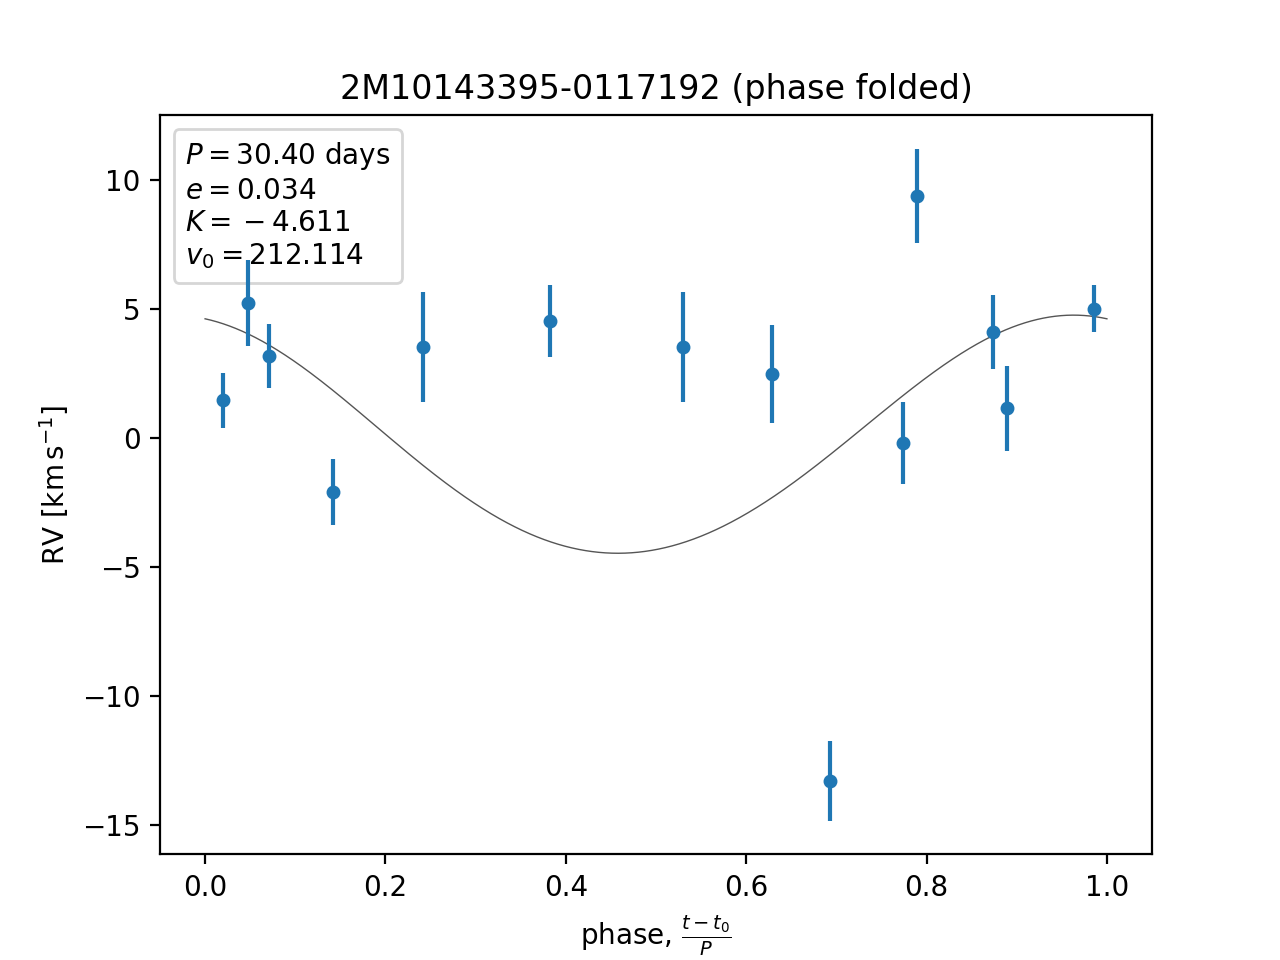 2M10143395-0117192 (phase folded)
P = 30.40 days
e = 0.034
K = −4.611
v₀ = 212.114
10
5
0
−5
−10
−15
RV [km s⁻¹]
0.0 0.2 0.4 0.6 0.8 1.0
phase, (t − t₀)/P